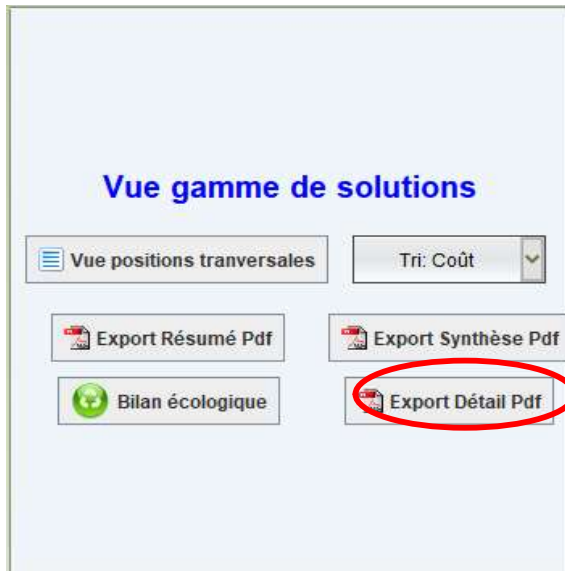 Vue gamme de solutions
Vue positions tranversales
Tri: Coût
Export Résumé Pdf
Export Synthèse Pdf
Bilan écologique
Export Détail Pdf